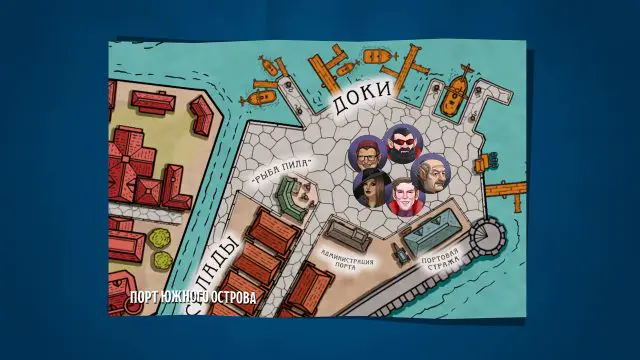 ДОКИ
"РЫБА ПИЛА"
СКЛАДЫ
АДМИНИСТРАЦИЯ
ПОРТА
ПОРТОВАЯ
СТРАЖА
ПОРТ ЮЖНОГО ОСТРОВА